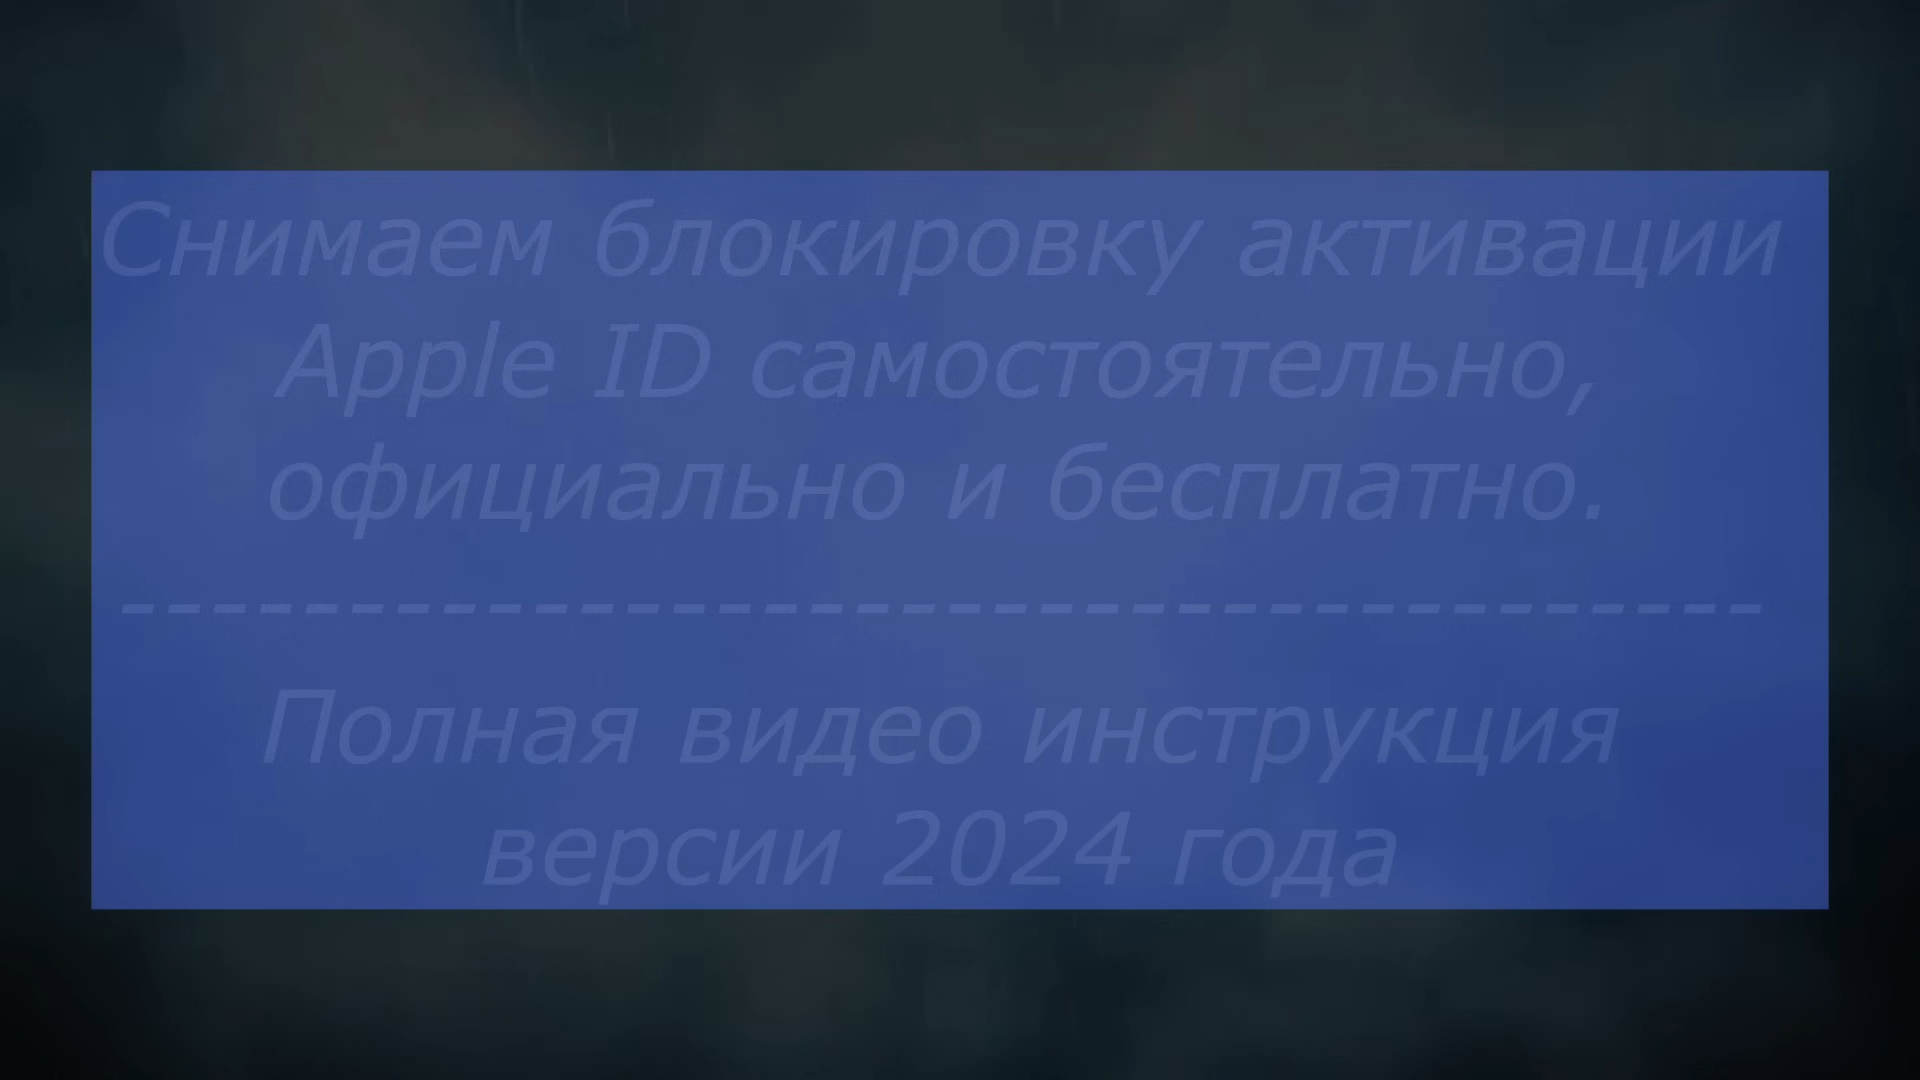 Снимаем блокировку активации
Apple ID самостоятельно,
официально и бесплатно.
------------------------------------
Полная видео инструкция
версии 2024 года